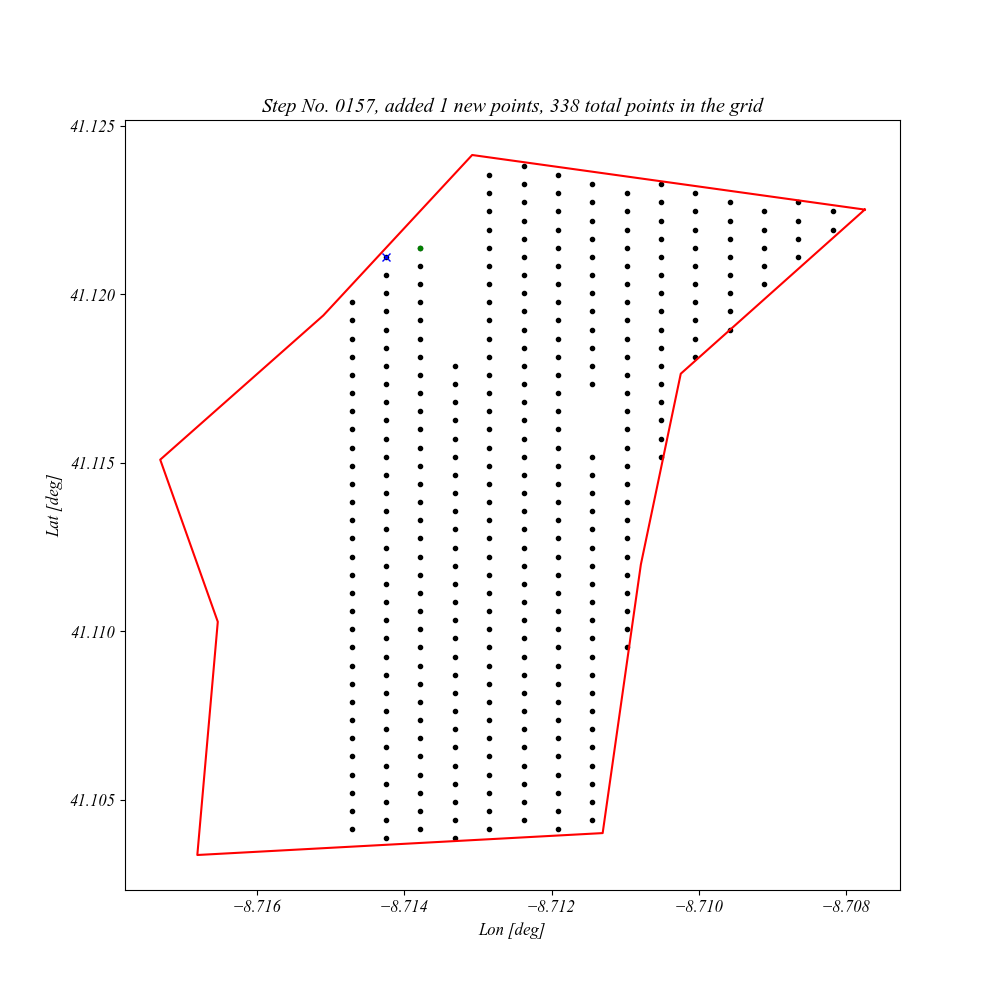 Step No. 0157, added 1 new points, 338 total points in the grid
41.125
41.120
41.115
41.110
41.105
Lat [deg]
−8.716 −8.714 −8.712 −8.710 −8.708
Lon [deg]